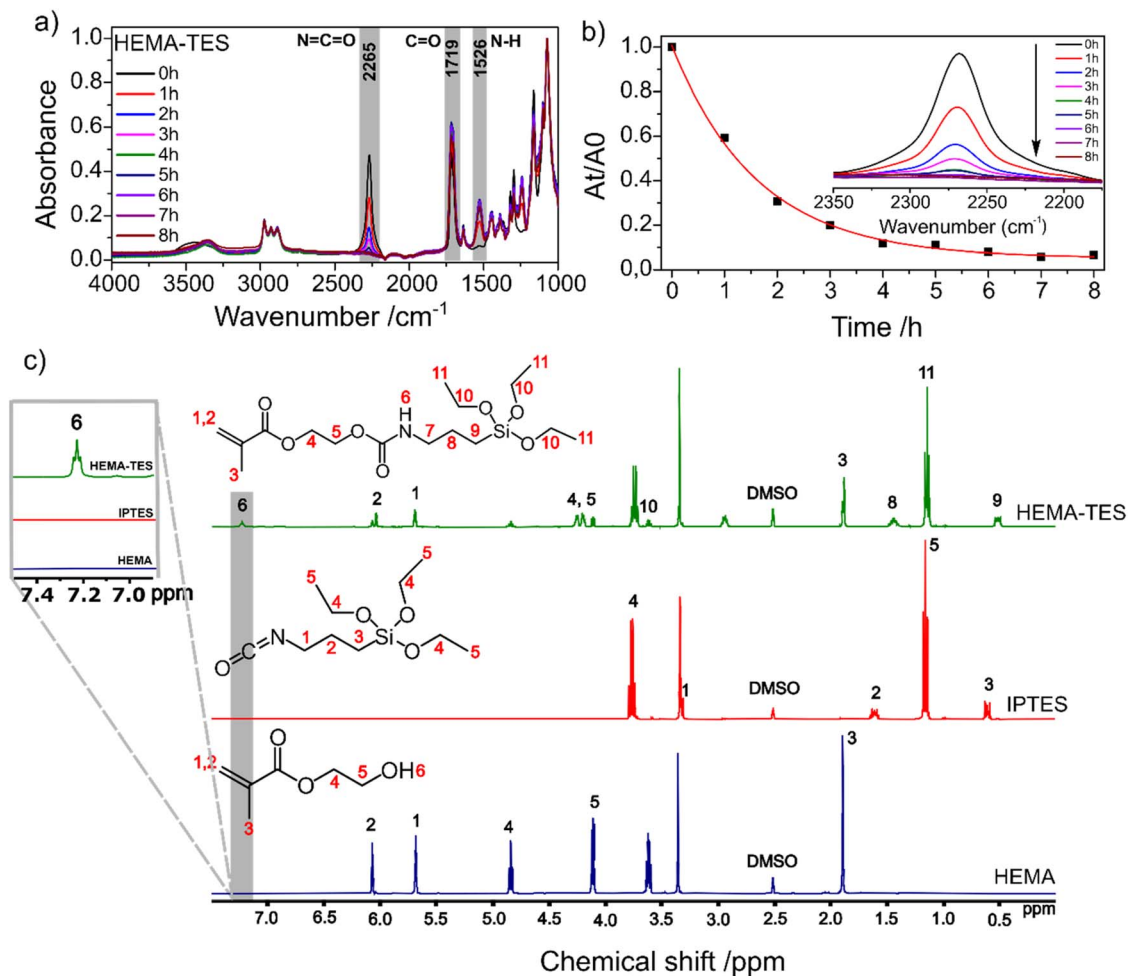 a)
N=C=O
C=O
N-H
HEMA-TES
2265
1719
1526
0h
1h
2h
3h
4h
5h
6h
7h
8h
1.0
0.8
0.6
0.4
0.2
0.0
Absorbance
4000 3500 3000 2500 2000 1500 1000
Wavenumber /cm-1
b)
1.0
0.8
0.6
0.4
0.2
0.0
At/A0
0h
1h
2h
3h
4h
5h
6h
7h
8h
2350 2300 2250 2200
Wavenumber (cm-1)
0 1 2 3 4 5 6 7 8
Time /h
c)
6
HEMA-TES
IPTES
HEMA
7.4 7.2 7.0 ppm
11
11
10
10
6
H
1,2
O
O
O
O
O
N
Si
O
O
10
11
4
5
7
8
9
3
6
2
1
4, 5
10
DMSO
3
8
11
9
HEMA-TES
5
5
4
4
O
O
O=C=N
Si
O
4
5
1
2
3
4
1
DMSO
2
5
3
IPTES
O
1,2
O
OH6
4
5
3
2
1
4
5
DMSO
3
HEMA
7.0 6.5 6.0 5.5 5.0 4.5 4.0 3.5 3.0 2.5 2.0 1.5 1.0 0.5 ppm
Chemical shift /ppm